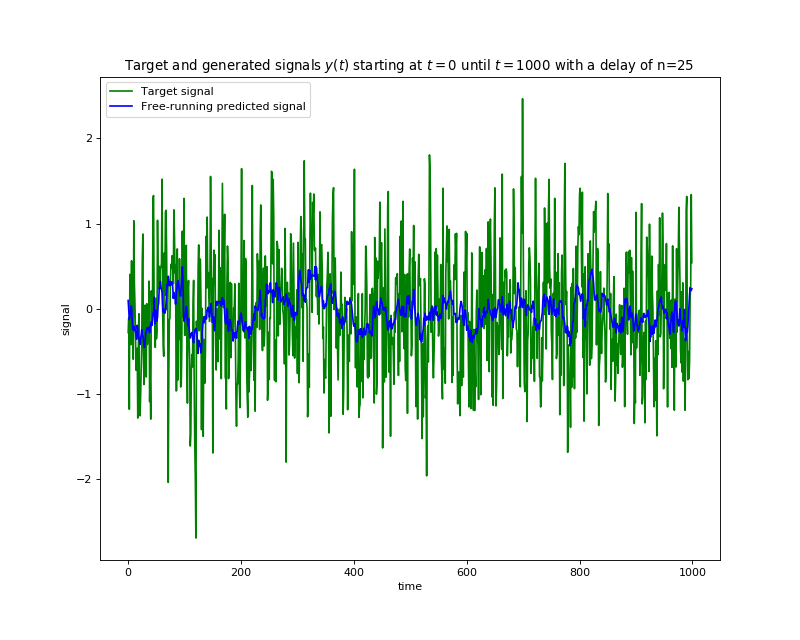 Target and generated signals y(t) starting at t = 0 until t = 1000 with a delay of n=25
Target signal
Free-running predicted signal
signal
2
1
0
−1
−2
0
200
400
600
800
1000
time